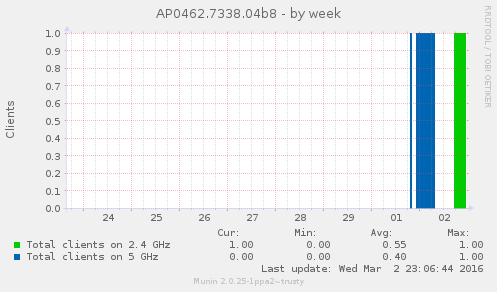 AP0462.7338.04b8 - by week
RRDTOOL / TOBI OETIKER
Clients
1.0
0.9
0.8
0.7
0.6
0.5
0.4
0.3
0.2
0.1
0.0
24 25 26 27 28 29 01 02
Cur: Min: Avg: Max:
Total clients on 2.4 GHz 1.00 0.00 0.55 1.00
Total clients on 5 GHz 0.00 0.00 0.40 1.00
Last update: Wed Mar 2 23:06:44 2016
Munin 2.0.25-1ppa2~trusty